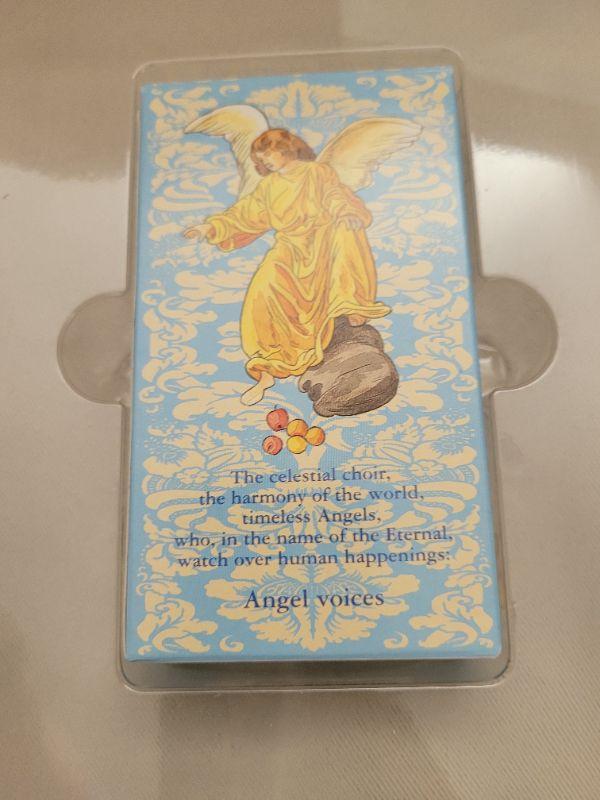 The celestial choir,
the harmony of the world,
timeless Angels,
who, in the name of the Eternal,
watch over human happenings:
Angel voices